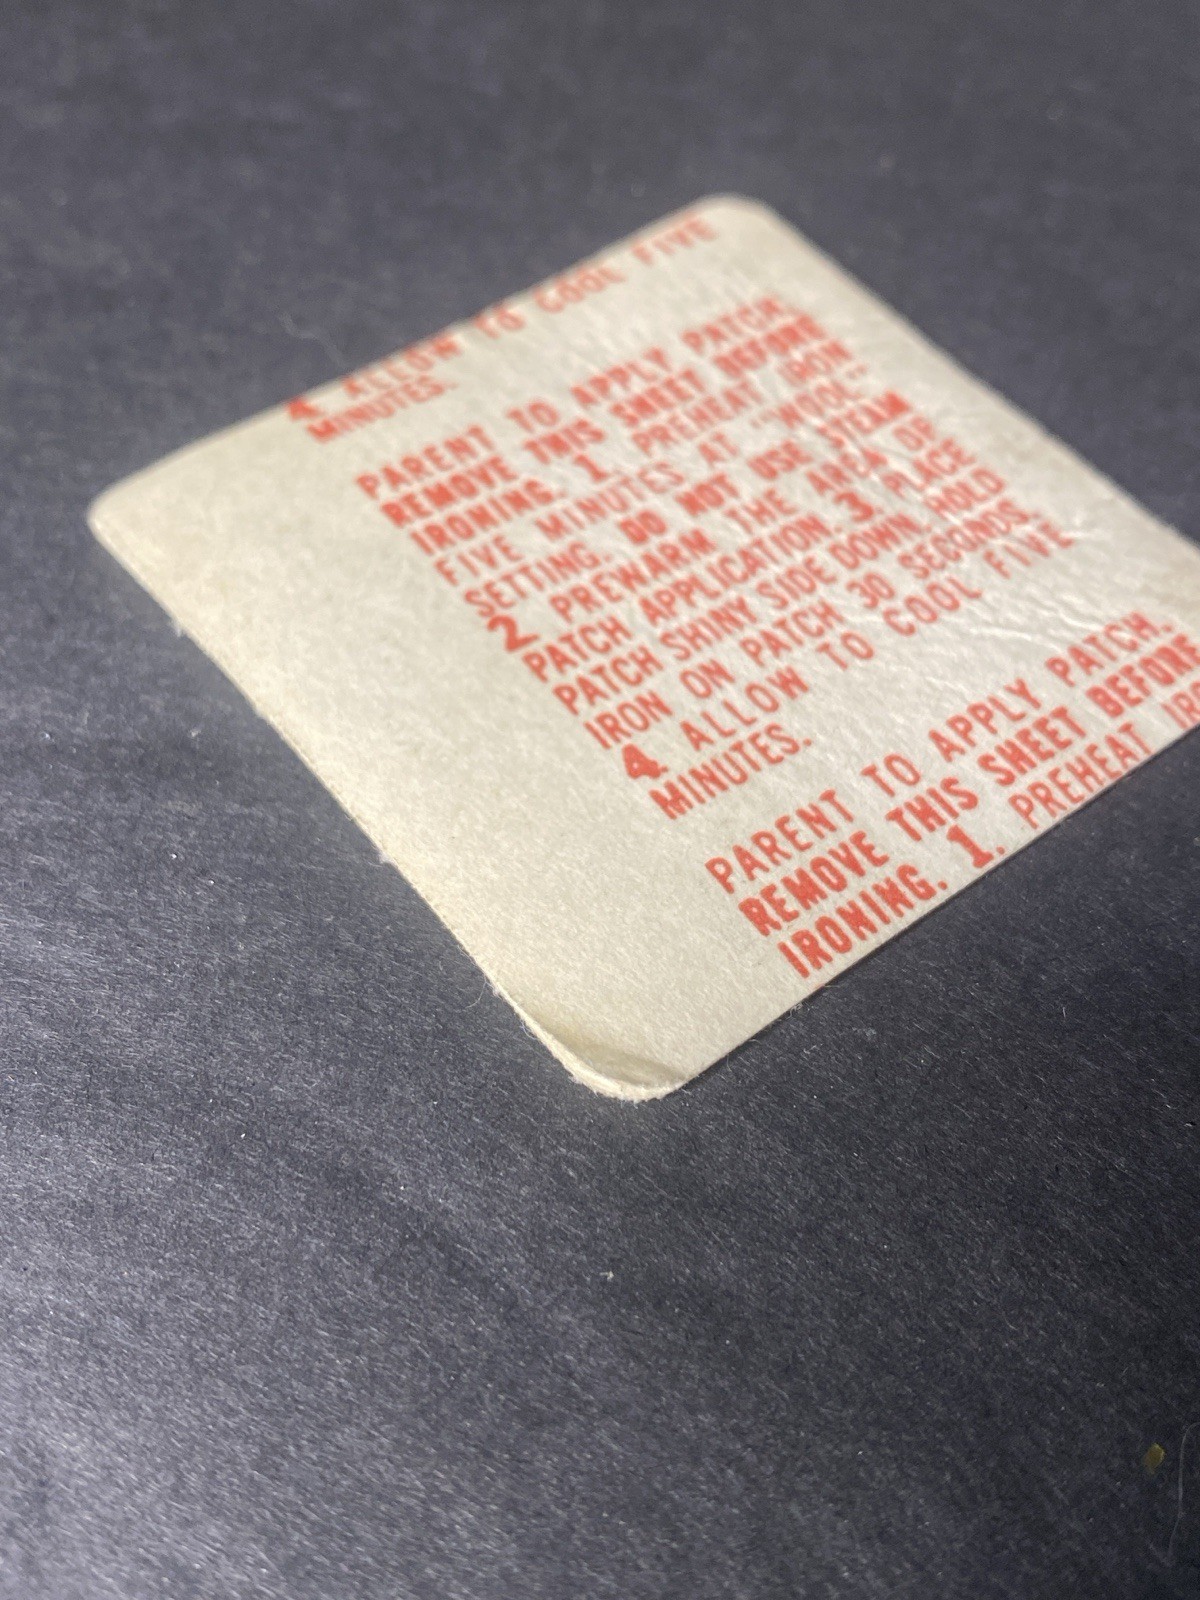 4. ALLOW TO COOL FIVE
MINUTES.
PARENT TO APPLY PATCH.
REMOVE THIS SHEET BEFORE
IRONING. 1. PREHEAT IRON
FIVE MINUTES AT "WOOL"
SETTING. DO NOT USE STEAM
2. PREWARM THE AREA OF
PATCH APPLICATION. 3. PLACE
PATCH SHINY SIDE DOWN. HOLD
IRON ON PATCH 30 SECONDS.
4. ALLOW TO COOL FIVE
MINUTES.
PARENT TO APPLY PATCH.
REMOVE THIS SHEET BEFORE
IRONING. 1. PREHEAT